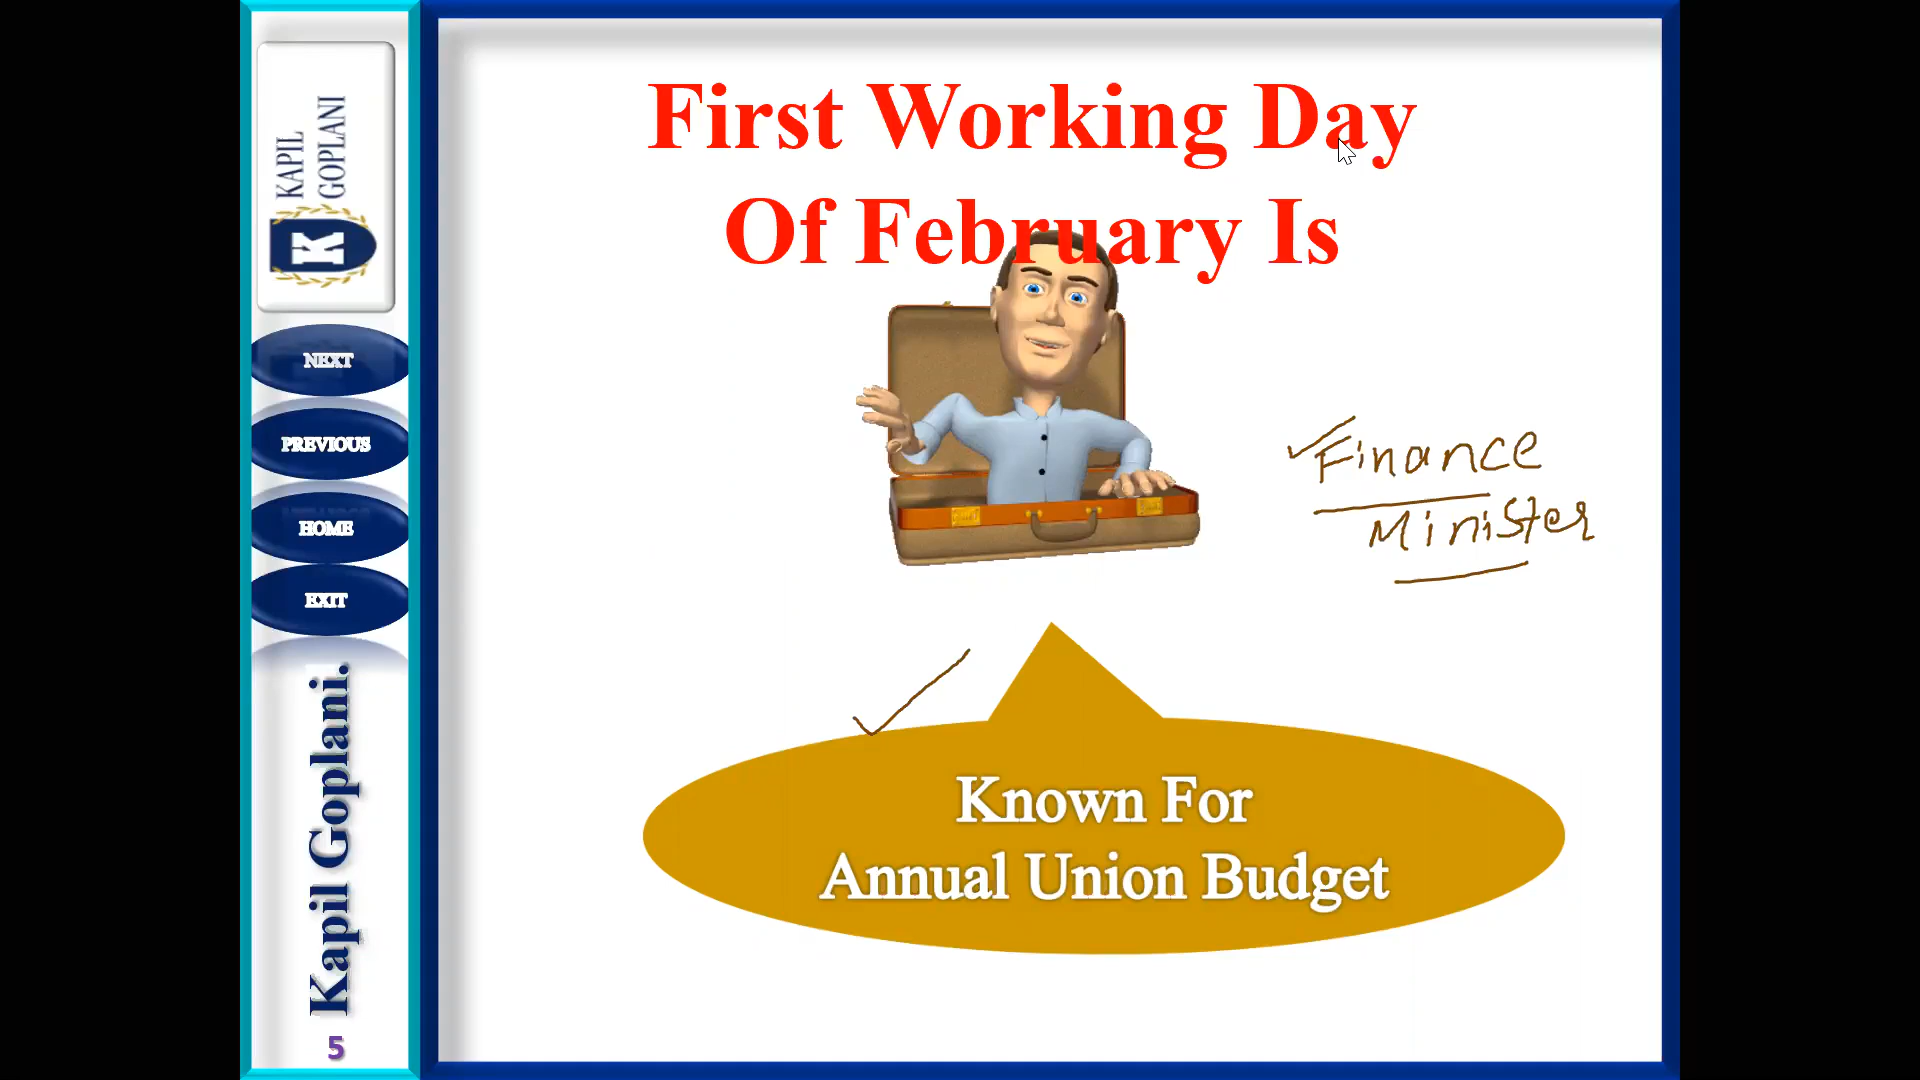 First Working Day
Of February Is
Finance
Minister
Known For
Annual Union Budget
KAPIL
GOPLANI
K
NEXT
PREVIOUS
HOME
EXIT
Kapil Goplani.
5